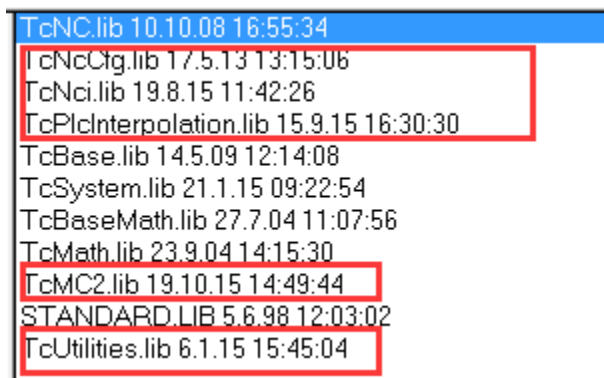 TcNC.lib 10.10.08 16:55:34
TcNcCfg.lib 17.5.13 13:15:06
TcNci.lib 19.8.15 11:42:26
TcPlcInterpolation.lib 15.9.15 16:30:30
TcBase.lib 14.5.09 12:14:08
TcSystem.lib 21.1.15 09:22:54
TcBaseMath.lib 27.7.04 11:07:56
TcMath.lib 23.9.04 14:15:30
TcMC2.lib 19.10.15 14:49:44
STANDARD.LIB 5.6.98 12:03:02
TcUtilities.lib 6.1.15 15:45:04